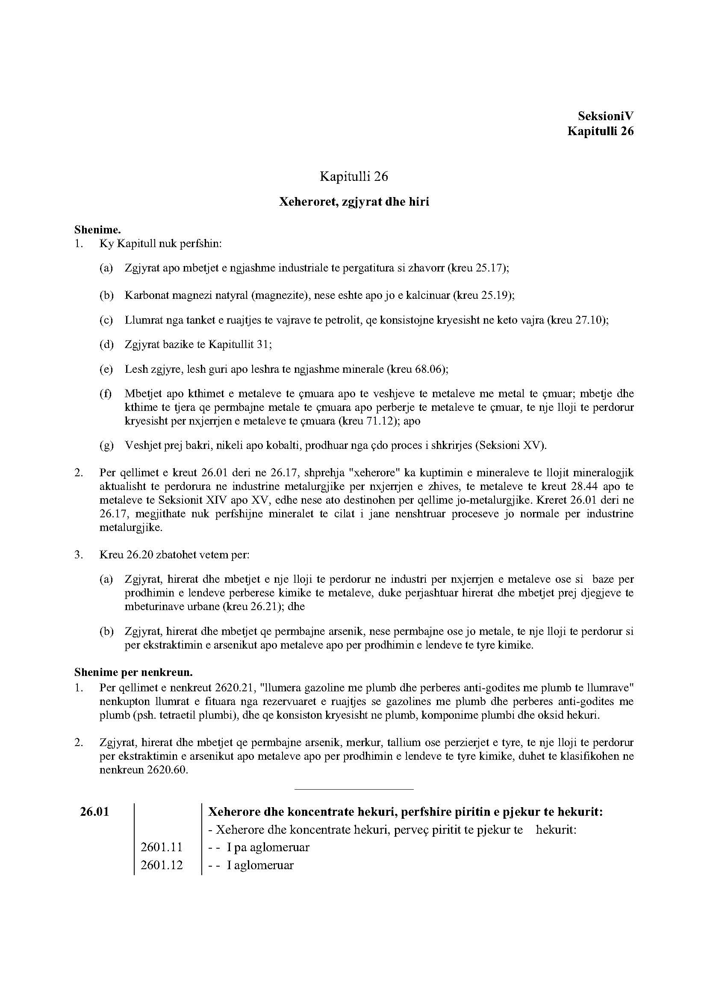 SeksioniV
Kapitulli 26
Kapitulli 26
Xeheroret, zgjyrat dhe hiri
Shenime.
1. Ky Kapitull nuk perfshin:
(a) Zgjyrat apo mbetjet e ngjashme industriale te pergatitura si zhavorr (kreu 25.17);
(b) Karbonat magnezi natyral (magnezite), nese eshte apo jo e kalcinuar (kreu 25.19);
(c) Llumrat nga tanket e ruajtjes te vajrave te petrolit, qe konsistojne kryesisht ne keto vajra (kreu 27.10);
(d) Zgjyrat bazike te Kapitullit 31;
(e) Lesh zgjyre, lesh guri apo leshra te ngjashme minerale (kreu 68.06);
(f) Mbetjet apo kthimet e metaleve te çmuara apo te veshjeve te metaleve me metal te çmuar; mbetje dhe
kthime te tjera qe permbajne metale te çmuara apo perberje te metaleve te çmuar, te nje lloji te perdorur
kryesisht per nxjerrjen e metaleve te çmuara (kreu 71.12); apo
(g) Veshjet prej bakri, nikeli apo kobalti, prodhuar nga çdo proces i shkrirjes (Seksioni XV).
2. Per qellimet e kreut 26.01 deri ne 26.17, shprehja "xeherore" ka kuptimin e mineraleve te llojit mineralogjik
aktualisht te perdorura ne industrine metalurgjike per nxjerrjen e zhives, te metaleve te kreut 28.44 apo te
metaleve te Seksionit XIV apo XV, edhe nese ato destinohen per qellime jo-metalurgjike. Kreret 26.01 deri ne
26.17, megjithate nuk perfshijne mineralet te cilat i jane nenshtruar proceseve jo normale per industrine
metalurgjike.
3. Kreu 26.20 zbatohet vetem per:
(a) Zgjyrat, hirerat dhe mbetjet e nje lloji te perdorur ne industri per nxjerrjen e metaleve ose si baze per
prodhimin e lendeve perberese kimike te metaleve, duke perjashtuar hirerat dhe mbetjet prej djegjeve te
mbeturinave urbane (kreu 26.21); dhe
(b) Zgjyrat, hirerat dhe mbetjet qe permbajne arsenik, nese permbajne ose jo metale, te nje lloji te perdorur si
per ekstraktimin e arsenikut apo metaleve apo per prodhimin e lendeve te tyre kimike.
Shenime per nenkreun.
1. Per qellimet e nenkreut 2620.21, "llumera gazoline me plumb dhe perberes anti-godites me plumb te llumrave"
nenkupton llumrat e fituara nga rezervuaret e ruajtjes se gazolines me plumb dhe perberes anti-godites me
plumb (psh. tetraetil plumbi), dhe qe konsiston kryesisht ne plumb, komponime plumbi dhe oksid hekuri.
2. Zgjyrat, hirerat dhe mbetjet qe permbajne arsenik, merkur, tallium ose perzierjet e tyre, te nje lloji te perdorur
per ekstraktimin e arsenikut apo metaleve apo per prodhimin e lendeve te tyre kimike, duhet te klasifikohen ne
nenkreun 2620.60.
26.01 Xeherore dhe koncentrate hekuri, perfshire piritin e pjekur te hekurit:
- Xeherore dhe koncentrate hekuri, perveç piritit te pjekur te hekurit:
2601.11 - - I pa aglomeruar
2601.12 - - I aglomeruar